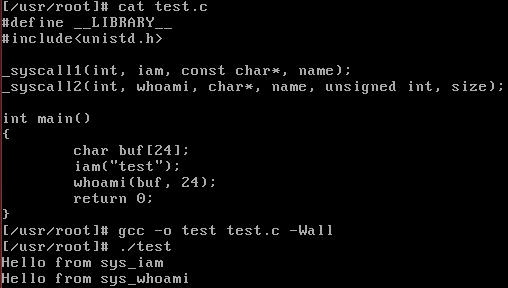 [/usr/root]# cat test.c
#define __LIBRARY__
#include<unistd.h>

_syscall1(int, iam, const char*, name);
_syscall2(int, whoami, char*, name, unsigned int, size);

int main()
{
        char buf[24];
        iam("test");
        whoami(buf, 24);
        return 0;
}
[/usr/root]# gcc -o test test.c -Wall
[/usr/root]# ./test
Hello from sys_iam
Hello from sys_whoami